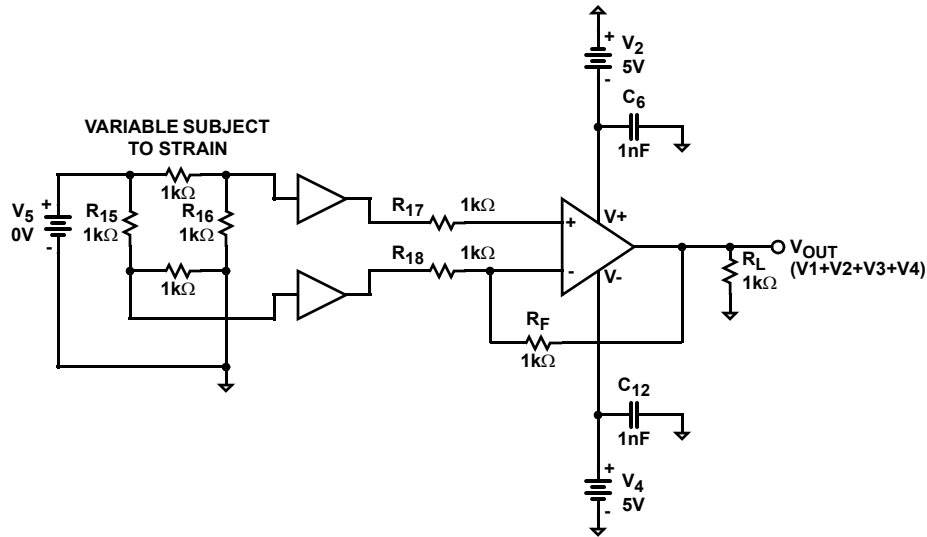 +
V2
5V
-
C6
1nF
VARIABLE SUBJECT
TO STRAIN
1kΩ
V5
0V
+
-
R15
1kΩ
R16
1kΩ
1kΩ
R17
1kΩ
R18
1kΩ
+
-
V+
V-
RF
1kΩ
VOUT
(V1+V2+V3+V4)
RL
1kΩ
C12
1nF
+
V4
5V
-